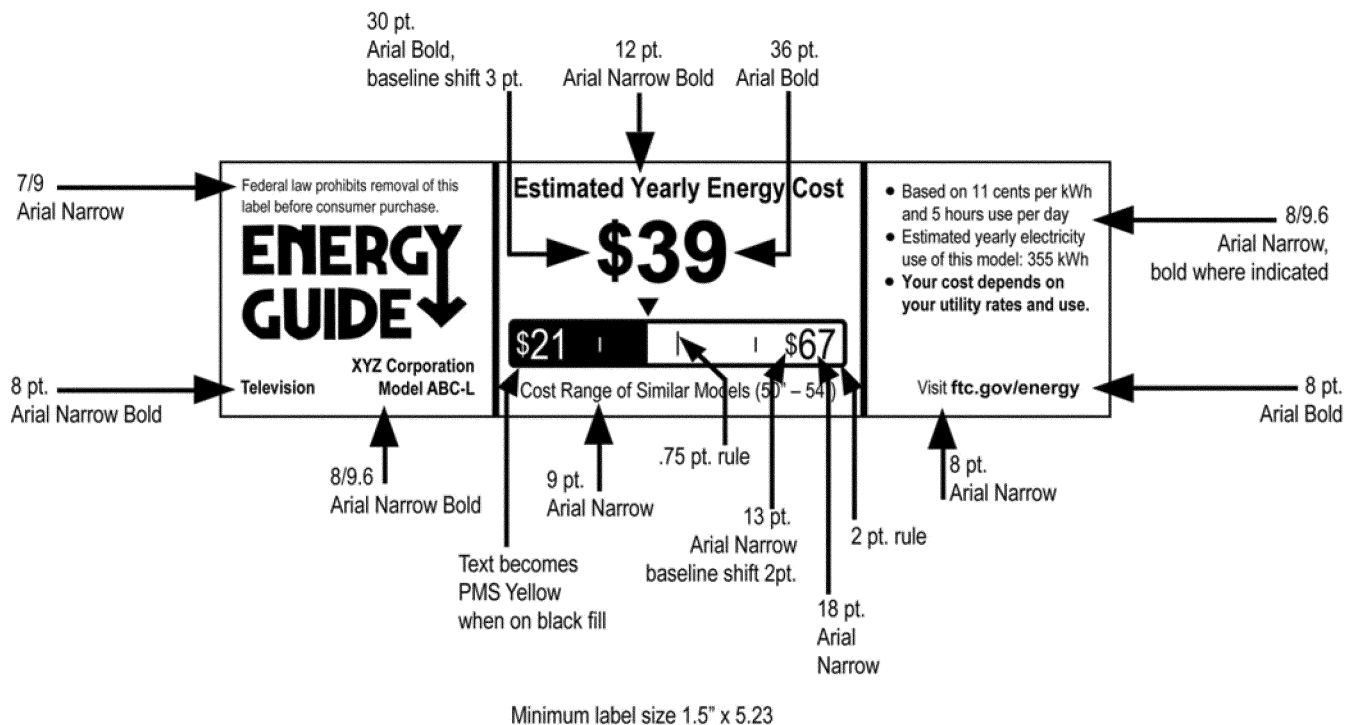 30 pt.
Arial Bold,
baseline shift 3 pt.
12 pt.
Arial Narrow Bold
36 pt.
Arial Bold
7/9
Arial Narrow
Federal law prohibits removal of this
label before consumer purchase.
ENERGY
GUIDE
XYZ Corporation
Television
Model ABC-L
Estimated Yearly Energy Cost
$39
$21
$67
Cost Range of Similar Models (50" – 54")
• Based on 11 cents per kWh
and 5 hours use per day
• Estimated yearly electricity
use of this model: 355 kWh
• Your cost depends on
your utility rates and use.
Visit ftc.gov/energy
8/9.6
Arial Narrow,
bold where indicated
8 pt.
Arial Narrow Bold
8 pt.
Arial Bold
8/9.6
Arial Narrow Bold
9 pt.
Arial Narrow
.75 pt. rule
13 pt.
Arial Narrow
baseline shift 2pt.
2 pt. rule
8 pt.
Arial Narrow
Text becomes
PMS Yellow
when on black fill
18 pt.
Arial
Narrow
Minimum label size 1.5” x 5.23